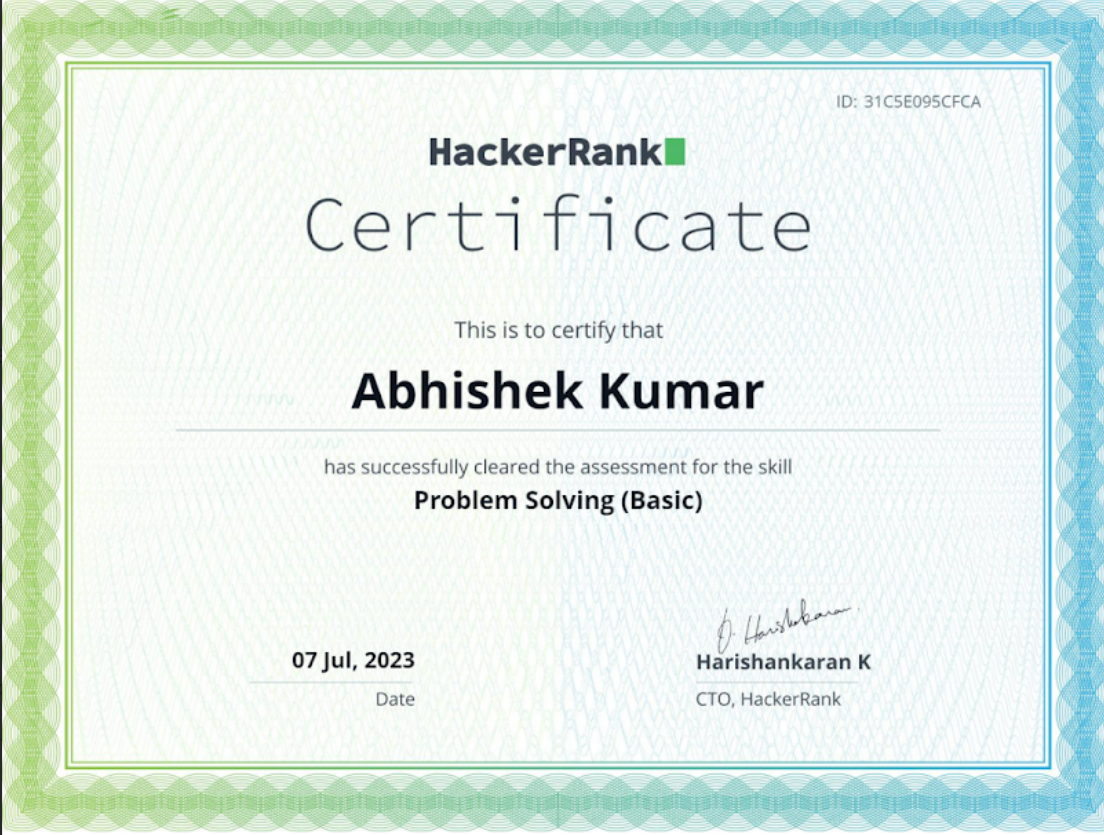 ID: 31C5E095CFCA
HackerRank
Certificate
This is to certify that
Abhishek Kumar
has successfully cleared the assessment for the skill
Problem Solving (Basic)
07 Jul, 2023
Date
Harishankaran K
CTO, HackerRank